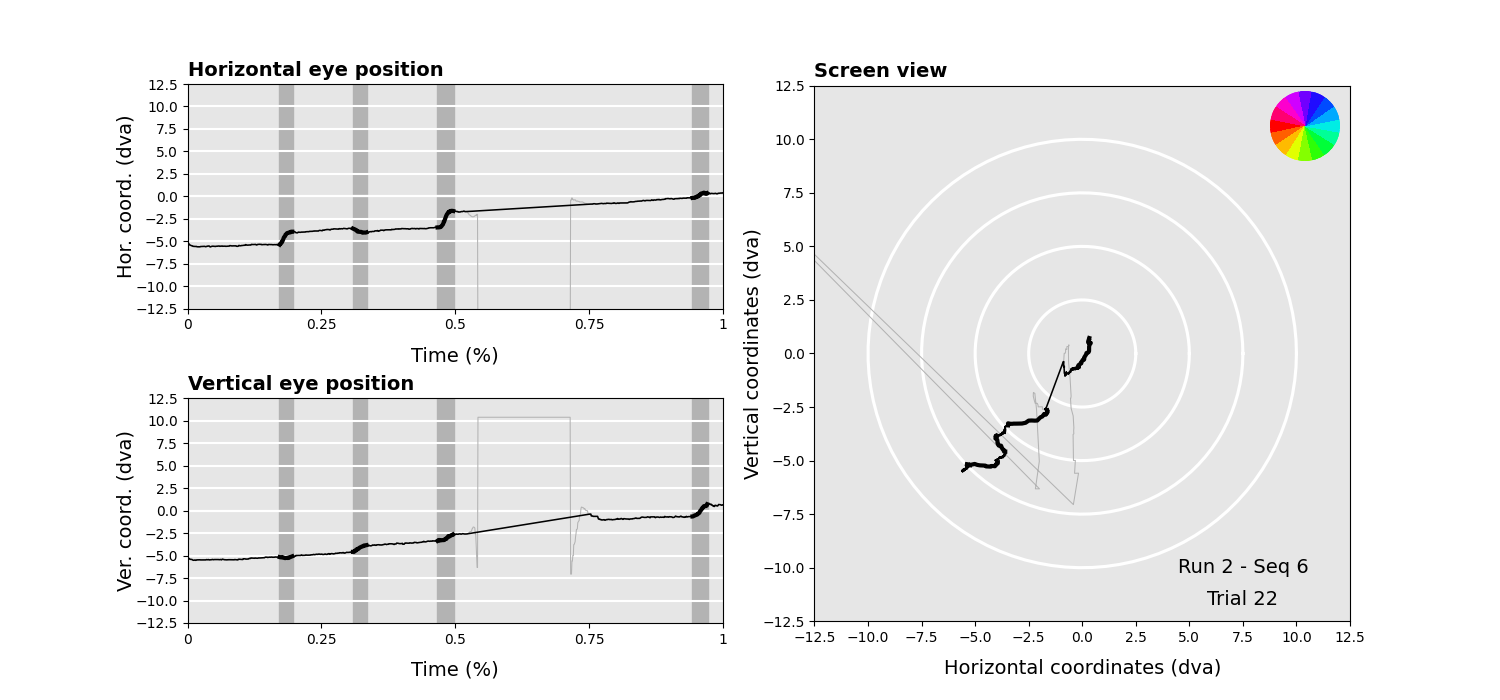 Horizontal eye position
12.5
10.0
7.5
5.0
2.5
0.0
−2.5
−5.0
−7.5
−10.0
−12.5
Hor. coord. (dva)
0 0.25 0.5 0.75 1
Time (%)
Vertical eye position
12.5
10.0
7.5
5.0
2.5
0.0
−2.5
−5.0
−7.5
−10.0
−12.5
Ver. coord. (dva)
0 0.25 0.5 0.75 1
Time (%)
Screen view
12.5
10.0
7.5
5.0
2.5
0.0
−2.5
−5.0
−7.5
−10.0
−12.5
Vertical coordinates (dva)
Run 2 - Seq 6
Trial 22
−12.5 −10.0 −7.5 −5.0 −2.5 0.0 2.5 5.0 7.5 10.0 12.5
Horizontal coordinates (dva)